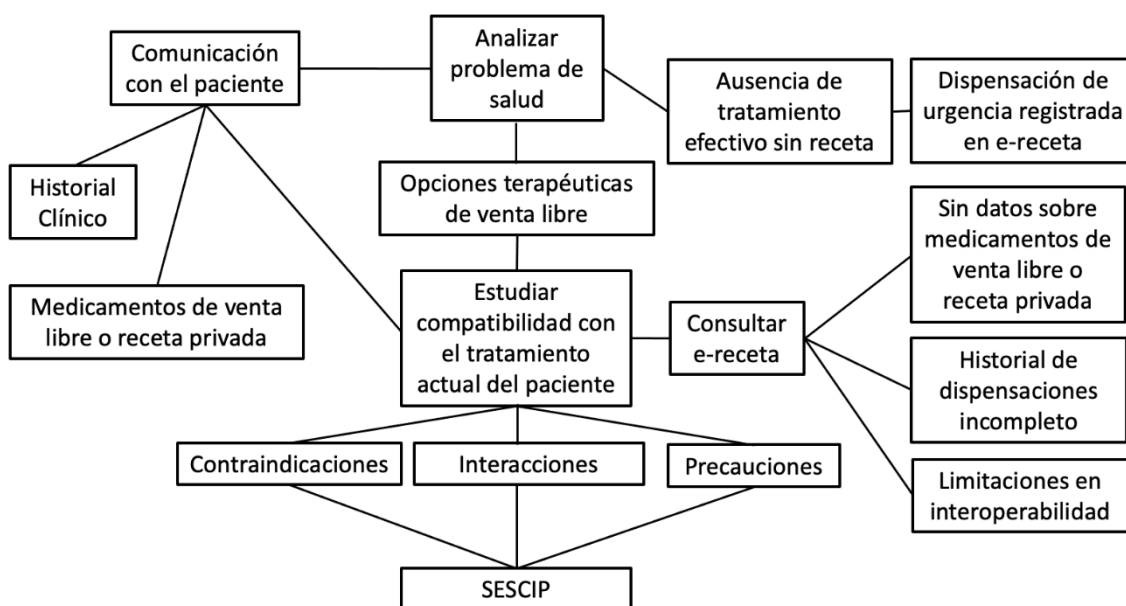 Comunicación
con el paciente
Analizar
problema de
salud
Ausencia de
tratamiento
efectivo sin receta
Dispensación de
urgencia registrada
en e-receta
Historial
Clínico
Opciones terapéuticas
de venta libre
Sin datos sobre
medicamentos de
venta libre o
receta privada
Medicamentos de venta
libre o receta privada
Estudiar
compatibilidad con
el tratamiento
actual del paciente
Consultar
e-receta
Historial de
dispensaciones
incompleto
Contraindicaciones
Interacciones
Precauciones
Limitaciones en
interoperabilidad
SESCIP